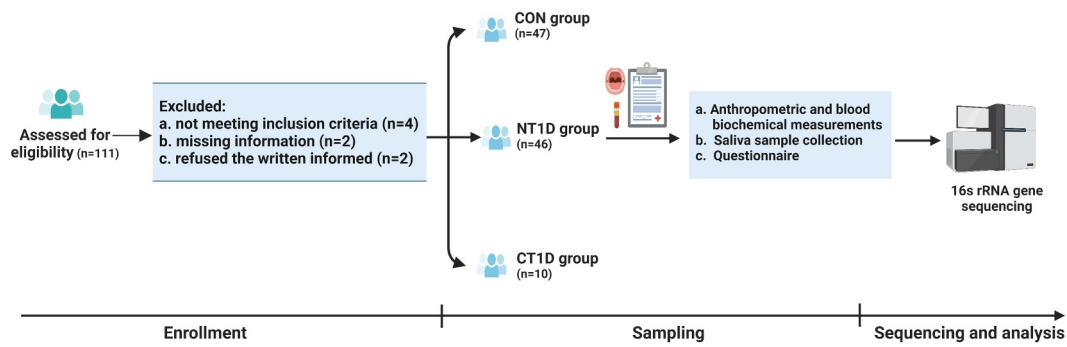 Assessed for
eligibility (n=111)
Excluded:
a. not meeting inclusion criteria (n=4)
b. missing information (n=2)
c. refused the written informed (n=2)
CON group
(n=47)
NT1D group
(n=46)
CT1D group
(n=10)
a. Anthropometric and blood
biochemical measurements
b. Saliva sample collection
c. Questionnaire
16s rRNA gene
sequencing
Enrollment
Sampling
Sequencing and analysis